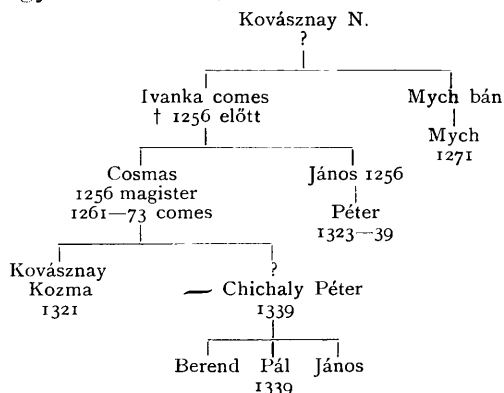 Kovásznay N.
?
Ivanka comes Mych bán
† 1256 előtt Mych
1271
Cosmas János 1256
1256 magister
1261—73 comes Péter
1323—39
Kovásznay ?
Kozma — Chichaly Péter
1321 1339
Berend Pál János
1339